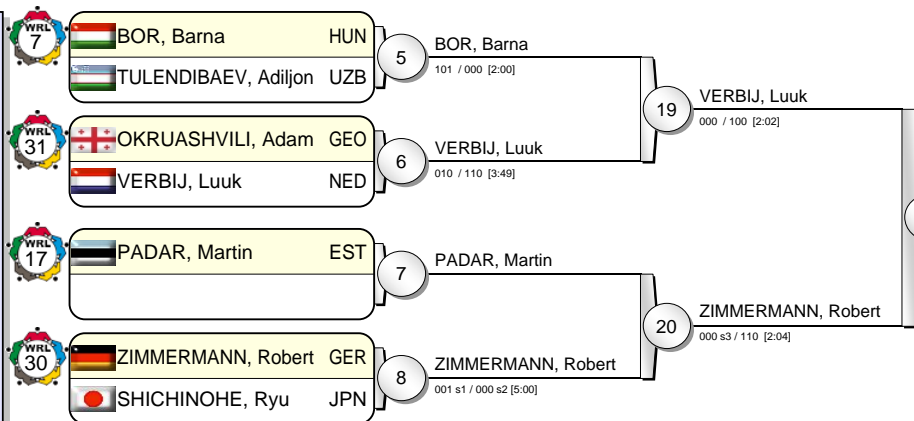 WRL 7
BOR, Barna HUN
TULENDIBAEV, Adiljon UZB
5
BOR, Barna
101 / 000 [2:00]
19
VERBIJ, Luuk
000 / 100 [2:02]
WRL 31
OKRUASHVILI, Adam GEO
VERBIJ, Luuk NED
6
VERBIJ, Luuk
010 / 110 [3:49]
WRL 17
PADAR, Martin EST
7
PADAR, Martin
20
ZIMMERMANN, Robert
000 s3 / 110 [2:04]
WRL 30
ZIMMERMANN, Robert GER
SHICHINOHE, Ryu JPN
8
ZIMMERMANN, Robert
001 s1 / 000 s2 [5:00]